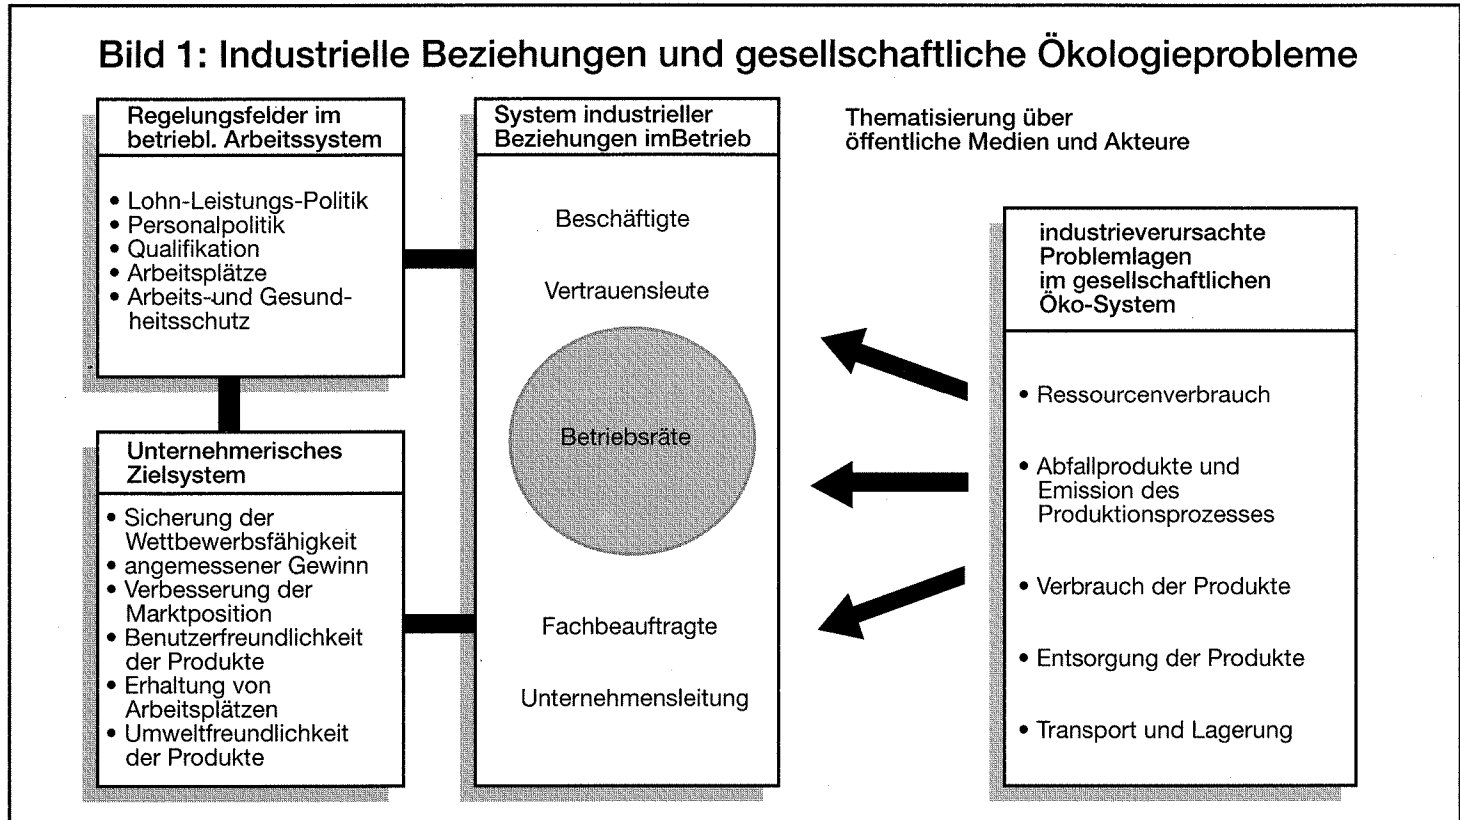 Bild 1: Industrielle Beziehungen und gesellschaftliche Ökologieprobleme
Regelungsfelder im
betriebl. Arbeitssystem
• Lohn-Leistungs-Politik
• Personalpolitik
• Qualifikation
• Arbeitsplätze
• Arbeits-und Gesund-
heitsschutz
Unternehmerisches
Zielsystem
• Sicherung der
Wettbewerbsfähigkeit
• angemessener Gewinn
• Verbesserung der
Marktposition
• Benutzerfreundlichkeit
der Produkte
• Erhaltung von
Arbeitsplätzen
• Umweltfreundlichkeit
der Produkte
System industrieller
Beziehungen imBetrieb
Beschäftigte
Vertrauensleute
Betriebsräte
Fachbeauftragte
Unternehmensleitung
Thematisierung über
öffentliche Medien und Akteure
industrieverursachte
Problemlagen
im gesellschaftlichen
Öko-System
• Ressourcenverbrauch
• Abfallprodukte und
Emission des
Produktionsprozesses
• Verbrauch der Produkte
• Entsorgung der Produkte
• Transport und Lagerung